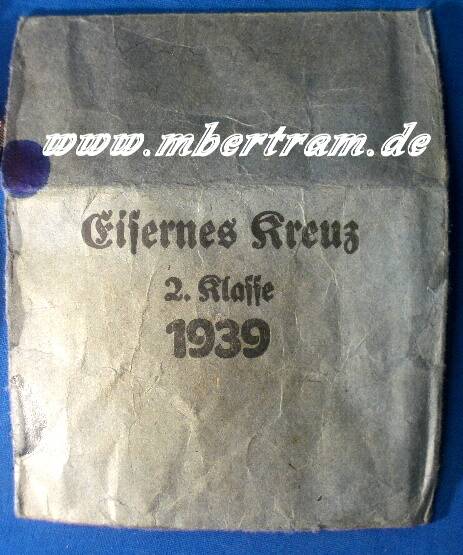 www.mbertram.de
Eisernes Kreuz
2. Klasse
1939